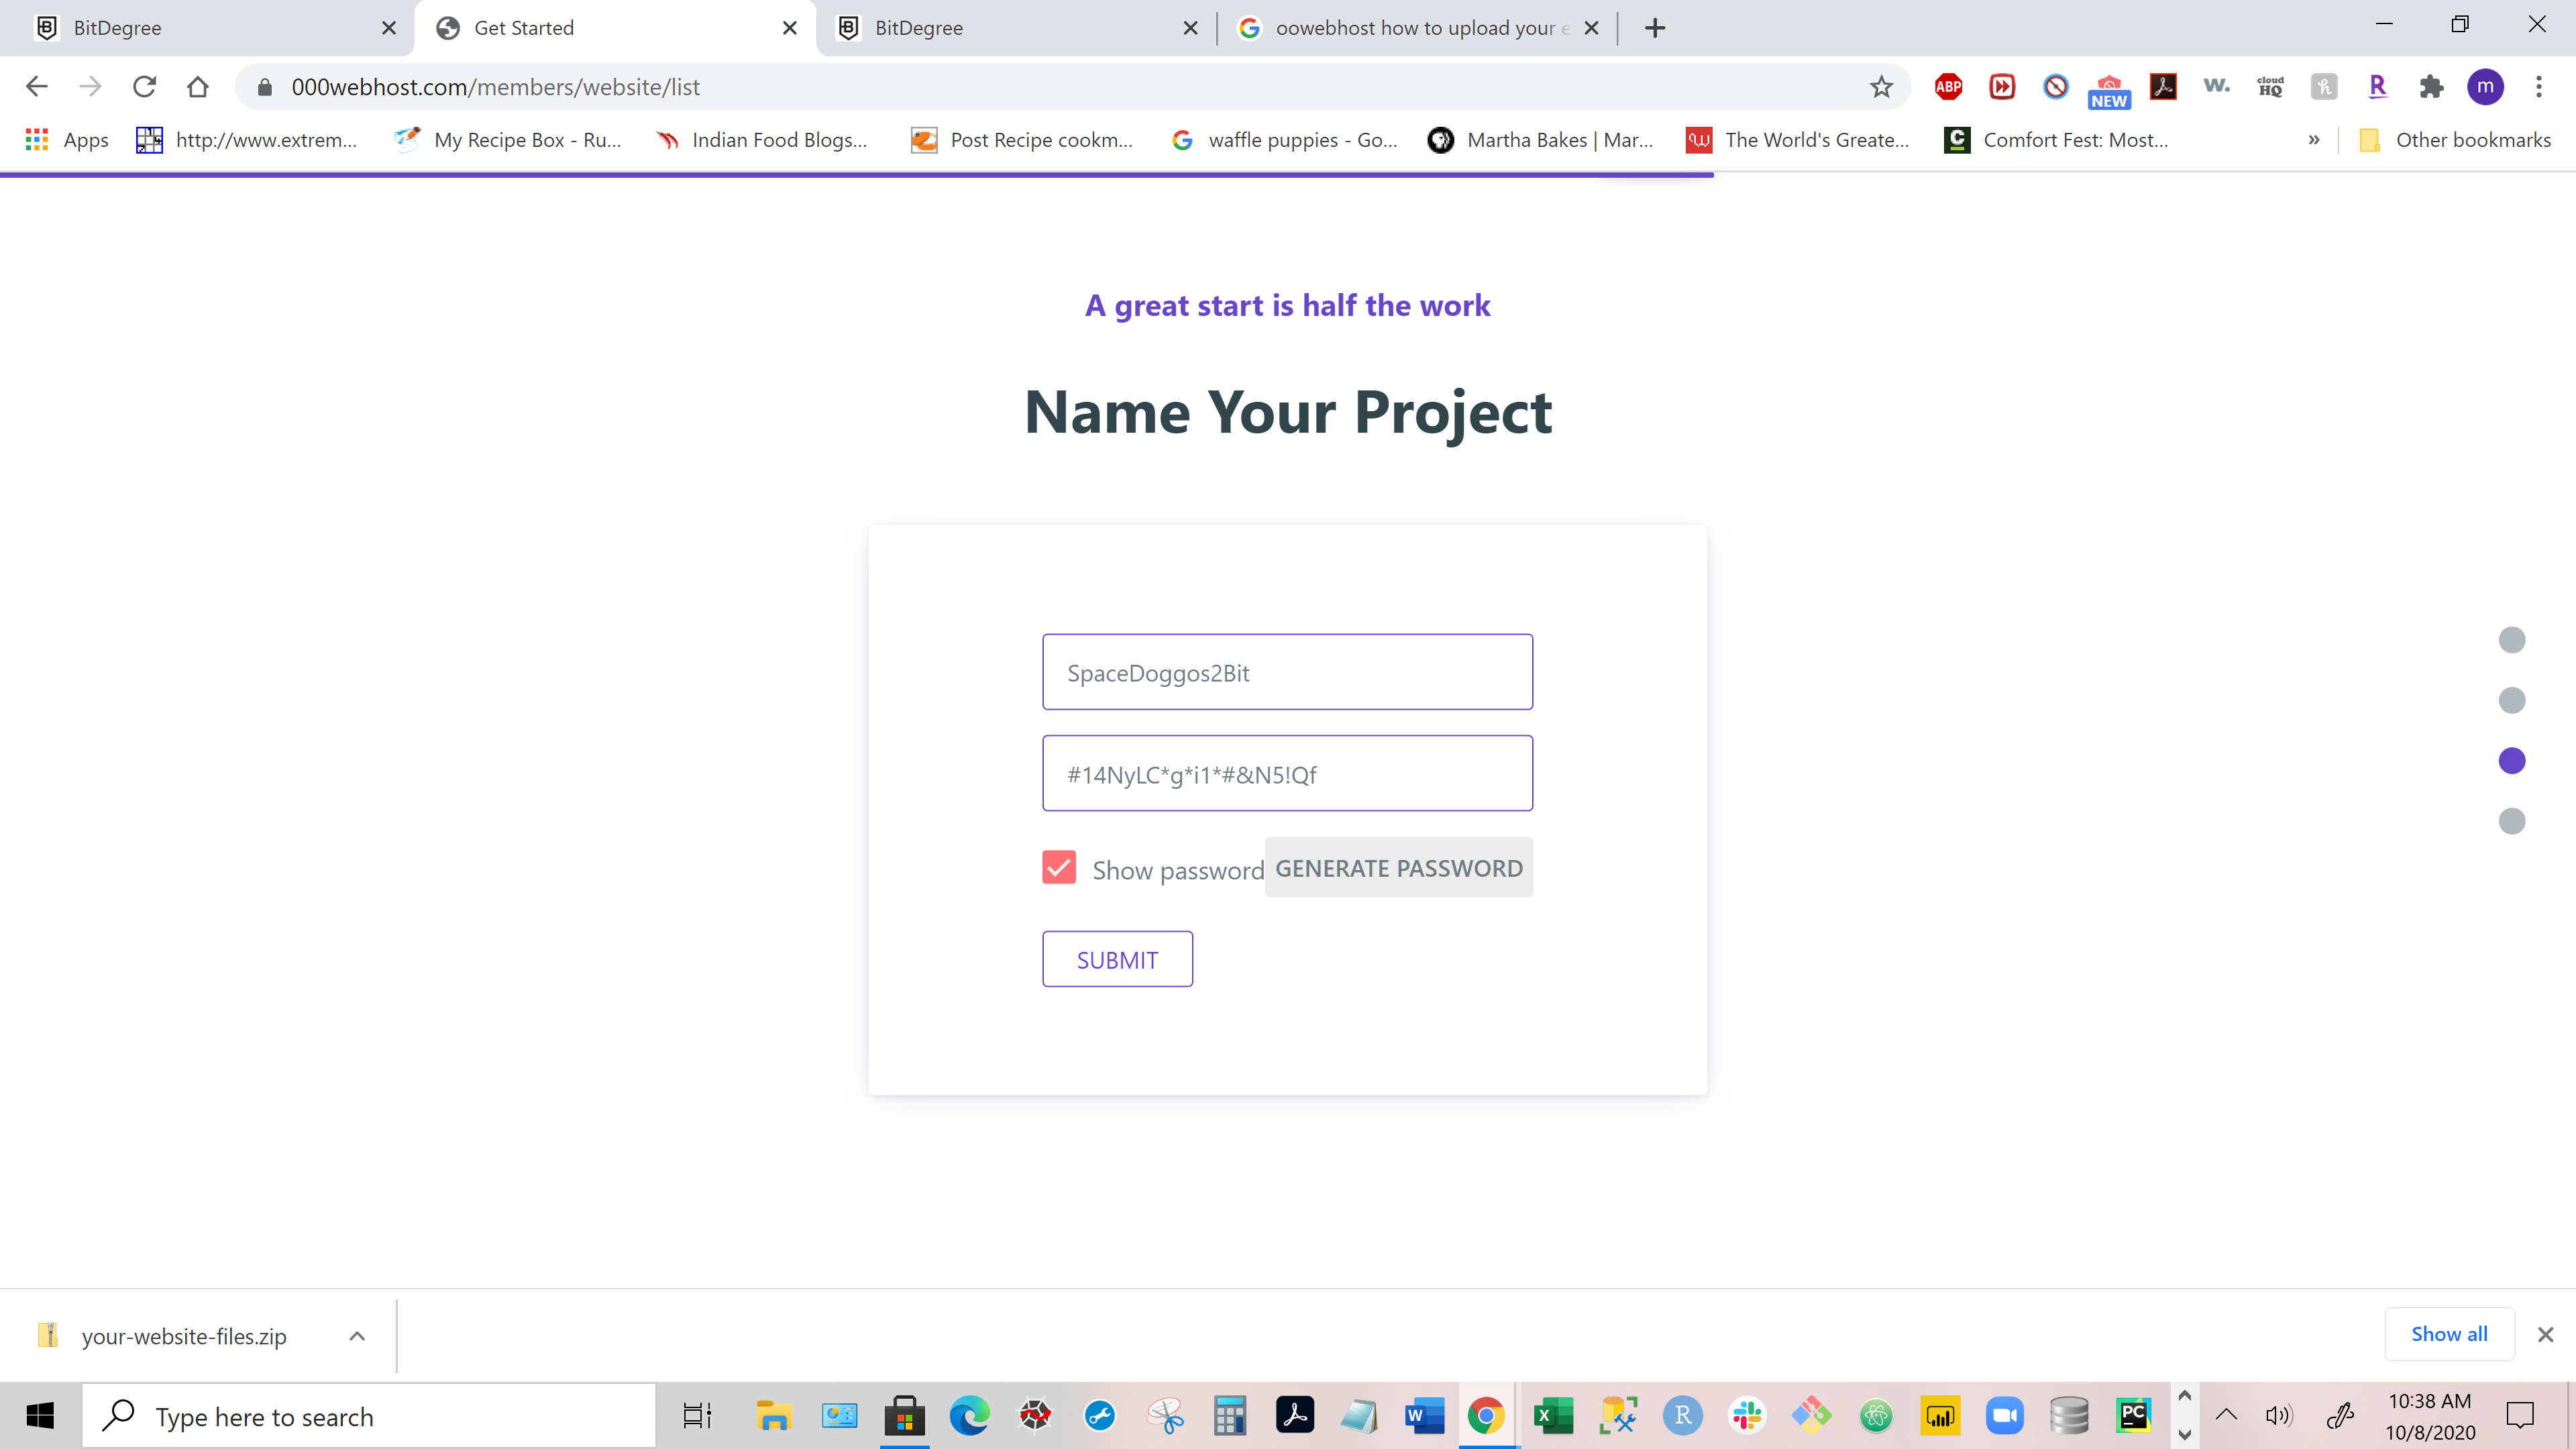 BitDegree
Get Started
BitDegree
oowebhost how to upload your e
000webhost.com/members/website/list
ABP
NEW
w.
cloud HQ
h
R
m
Apps
http://www.extrem...
My Recipe Box - Ru...
Indian Food Blogs...
Post Recipe cookm...
waffle puppies - Go...
Martha Bakes | Mar...
The World's Greate...
Comfort Fest: Most...
»
Other bookmarks
A great start is half the work
Name Your Project
SpaceDoggos2Bit
#14NyLC*g*i1*#&N5!Qf
Show password
GENERATE PASSWORD
SUBMIT
your-website-files.zip
Show all
Type here to search
10:38 AM
10/8/2020